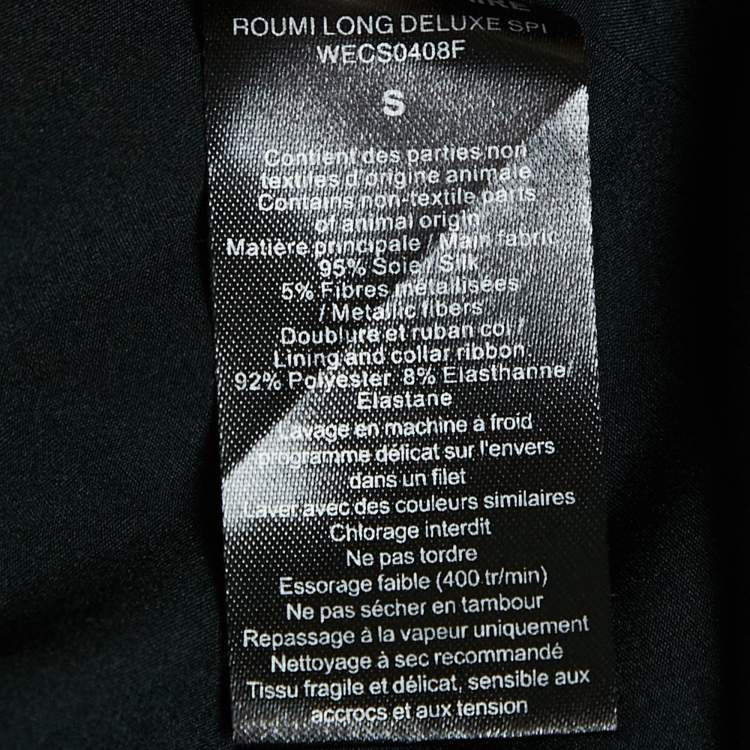 ROUMI LONG DELUXE SPI
WECS0408F
S
Contient des parties non
textiles d'origine animale
Contains non-textile parts
of animal origin
Matière principale / Main fabric
95% Soie / Silk
5% Fibres métallisées
/ Metallic fibers
Doublure et ruban col /
Lining and collar ribbon
92% Polyester 8% Elasthanne/
Elastane
Lavage en machine à froid
programme délicat sur l'envers
dans un filet
Laver avec des couleurs similaires
Chlorage interdit
Ne pas tordre
Essorage faible (400 tr/min)
Ne pas sécher en tambour
Repassage à la vapeur uniquement
Nettoyage à sec recommandé
Tissu fragile et délicat, sensible aux
accrocs et aux tension